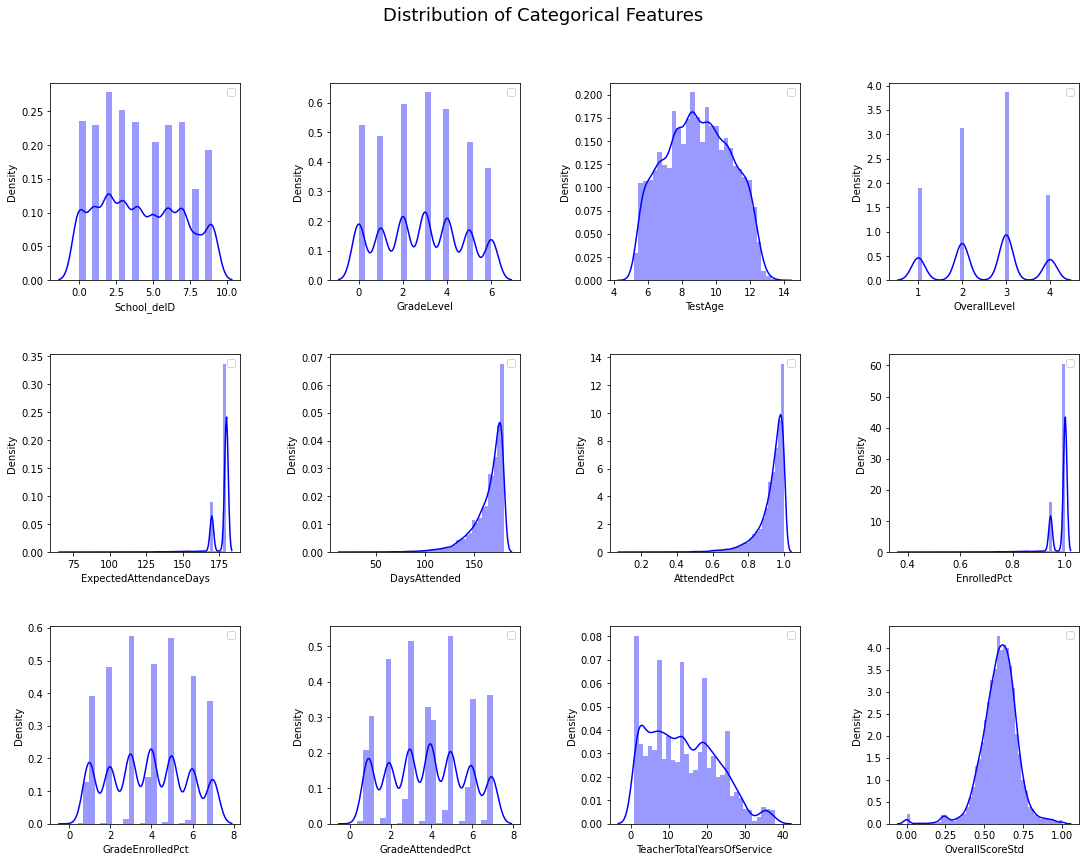 Distribution of Categorical Features
Density
0.25
0.20
0.15
0.10
0.05
0.00
0.0 2.5 5.0 7.5 10.0
School_deID
Density
0.6
0.5
0.4
0.3
0.2
0.1
0.0
0 2 4 6
GradeLevel
Density
0.200
0.175
0.150
0.125
0.100
0.075
0.050
0.025
0.000
4 6 8 10 12 14
TestAge
Density
4.0
3.5
3.0
2.5
2.0
1.5
1.0
0.5
0.0
1 2 3 4
OverallLevel
Density
0.35
0.30
0.25
0.20
0.15
0.10
0.05
0.00
75 100 125 150 175
ExpectedAttendanceDays
Density
0.07
0.06
0.05
0.04
0.03
0.02
0.01
0.00
50 100 150
DaysAttended
Density
14
12
10
8
6
4
2
0
0.2 0.4 0.6 0.8 1.0
AttendedPct
Density
60
50
40
30
20
10
0
0.4 0.6 0.8 1.0
EnrolledPct
Density
0.6
0.5
0.4
0.3
0.2
0.1
0.0
0 2 4 6 8
GradeEnrolledPct
Density
0.5
0.4
0.3
0.2
0.1
0.0
0 2 4 6 8
GradeAttendedPct
Density
0.08
0.07
0.06
0.05
0.04
0.03
0.02
0.01
0.00
0 10 20 30 40
TeacherTotalYearsOfService
Density
4.0
3.5
3.0
2.5
2.0
1.5
1.0
0.5
0.0
0.00 0.25 0.50 0.75 1.00
OverallScoreStd